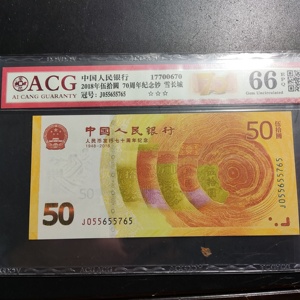 ACG
AI CANG GUARANTY
中国人民银行 17700670
2018年伍拾圆 70周年纪念钞 雪长城
冠号: J055655765 ☆☆☆
66 EPQ
中国人民银行
人民币发行七十周年纪念
1948-2018
50
伍拾圆
50
J055655765